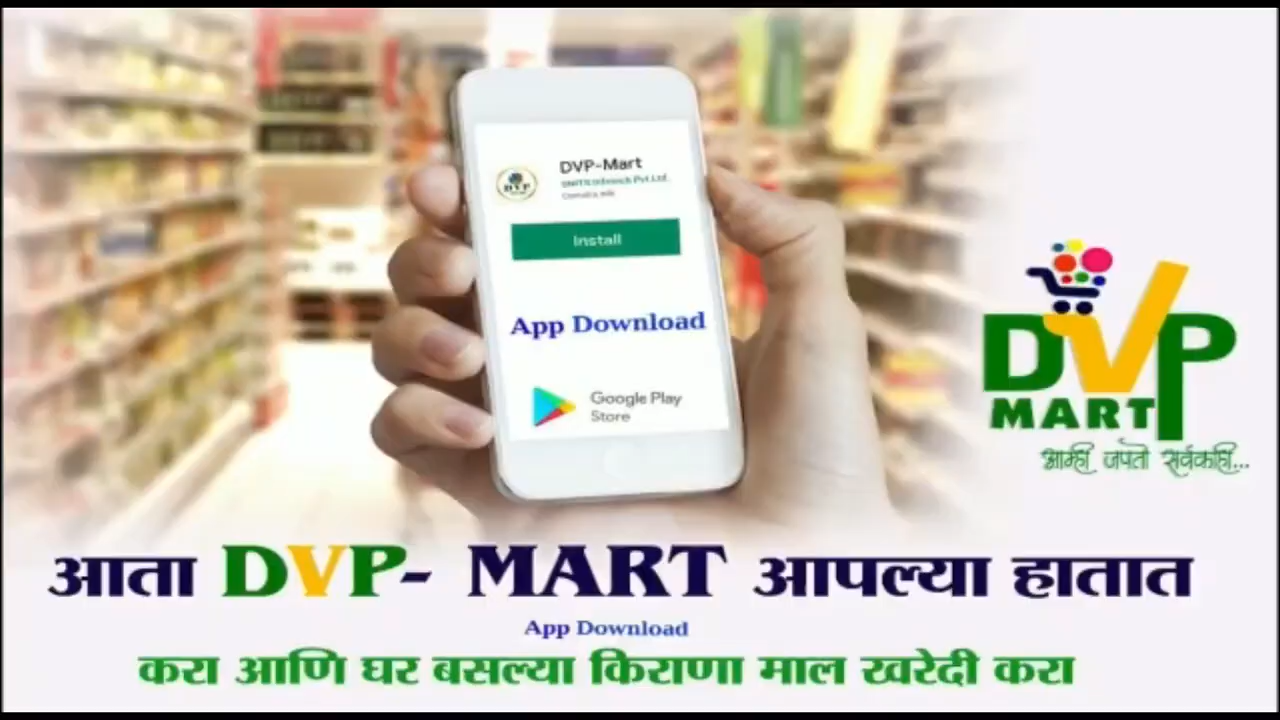 DVP-Mart
Install
App Download
Google Play
Store
DVP
MART
आम्ही जपतो सर्वकाही...
आता DVP- MART आपल्या हातात
App Download
करा आणि घर बसल्या किराणा माल खरेदी करा